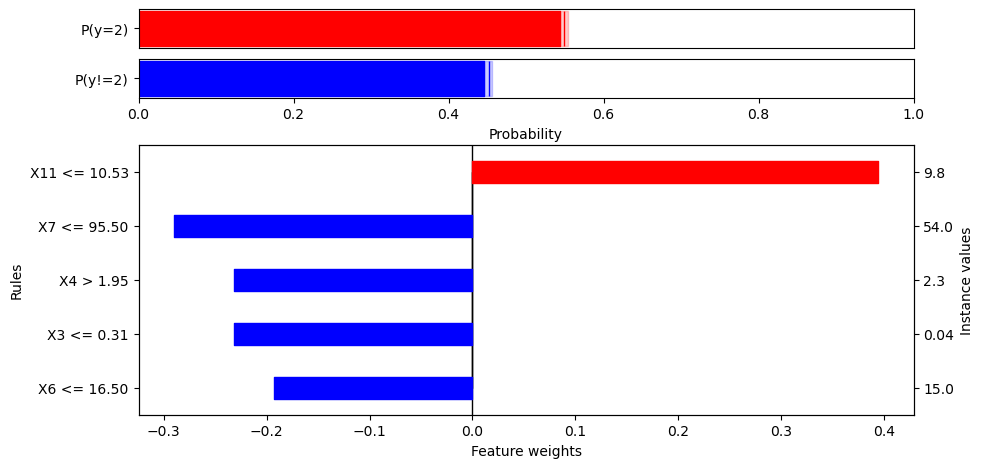 P(y=2)
P(y!=2)
0.0 0.2 0.4 0.6 0.8 1.0
Probability
X11 <= 10.53 9.8
X7 <= 95.50 54.0
X4 > 1.95 2.3
X3 <= 0.31 0.04
X6 <= 16.50 15.0
Rules
Instance values
−0.3 −0.2 −0.1 0.0 0.1 0.2 0.3 0.4
Feature weights